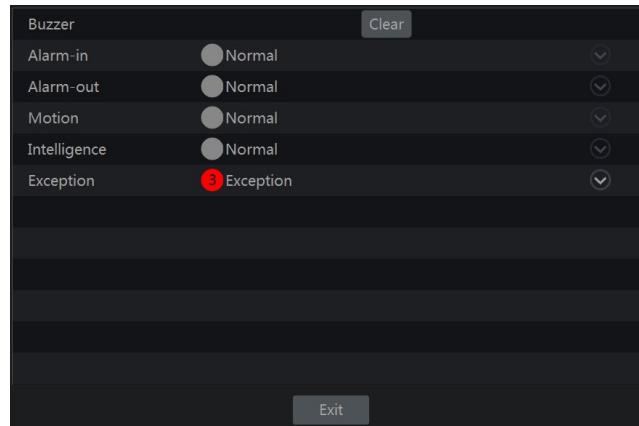 Buzzer Clear
Alarm-in Normal
Alarm-out Normal
Motion Normal
Intelligence Normal
Exception 3 Exception
Exit